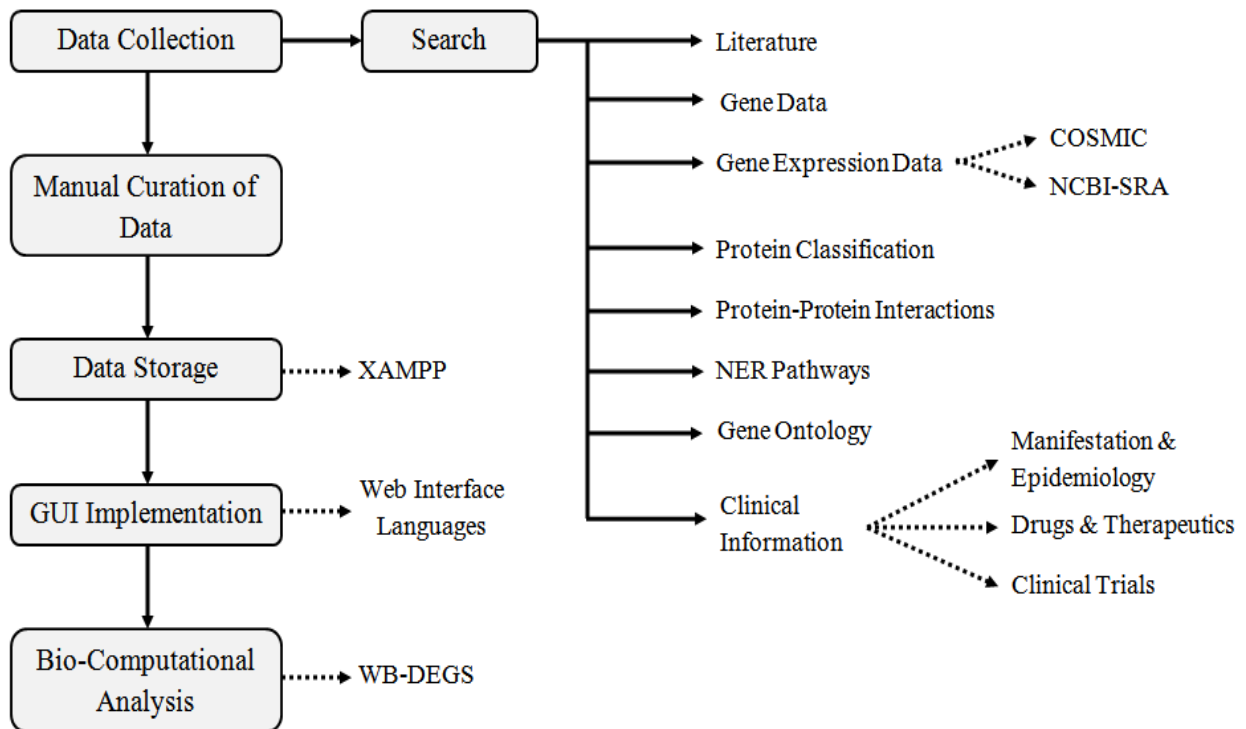 Data Collection
Search
Literature
Gene Data
Gene Expression Data
COSMIC
NCBI-SRA
Manual Curation of
Data
Protein Classification
Protein-Protein Interactions
Data Storage
XAMPP
NER Pathways
Gene Ontology
Manifestation &
Epidemiology
GUI Implementation
Web Interface
Languages
Clinical
Information
Drugs & Therapeutics
Clinical Trials
Bio-Computational
Analysis
WB-DEGS